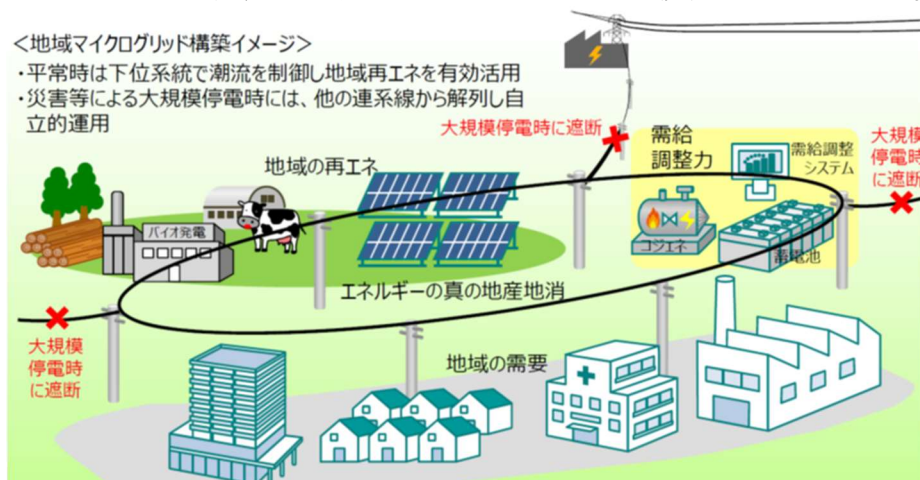 ＜地域マイクログリッド構築イメージ＞
・平常時は下位系統で潮流を制御し地域再エネを有効活用
・災害等による大規模停電時には、他の連系線から解列し自
立的運用
大規模停電時に遮断
需給
調整力
需給調整
システム
大規模
停電時
に遮断
地域の再エネ
バイオ発電
コジェネ
蓄電池
エネルギーの真の地産地消
大規模
停電時
に遮断
地域の需要